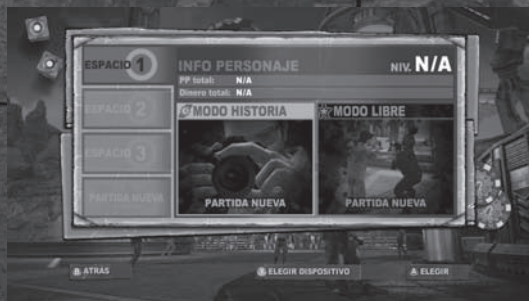 ESPACIO 1
INFO PERSONAJE
NIV. N/A
PP total: N/A
Dinero total: N/A
ESPACIO 2
ESPACIO 3
PARTIDA NUEVA
MODO HISTORIA
PARTIDA NUEVA
MODO LIBRE
PARTIDA NUEVA
B ATRÁS
ELEGIR DISPOSITIVO
A ELEGIR